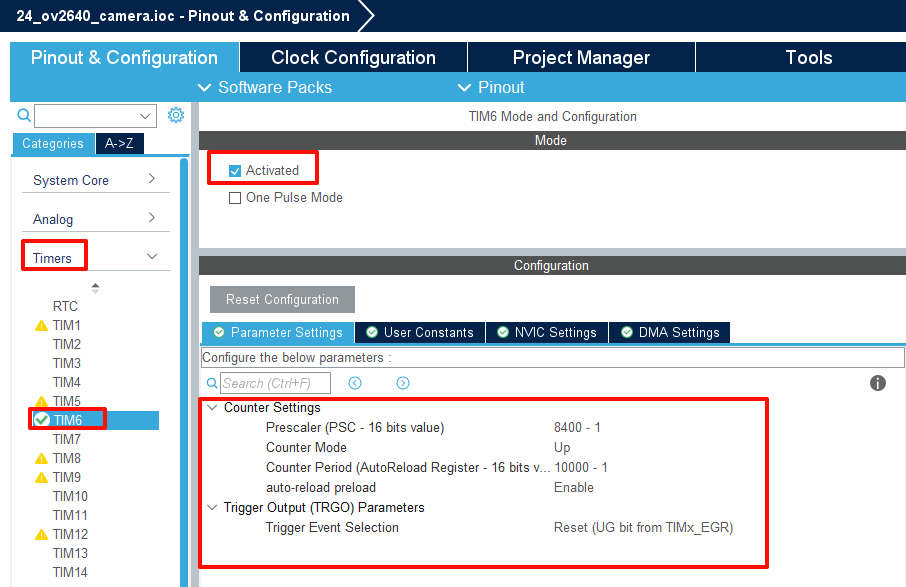 24_ov2640_camera.ioc - Pinout & Configuration
Pinout & Configuration Clock Configuration Project Manager Tools
Software Packs Pinout
TIM6 Mode and Configuration
Categories A->Z Mode
Activated
System Core
One Pulse Mode
Analog
Timers
Configuration
Reset Configuration
RTC
TIM1
Parameter Settings User Constants NVIC Settings DMA Settings
TIM2
Configure the below parameters :
TIM3
TIM4
Search (Ctrl+F)
TIM5
Counter Settings
TIM6
Prescaler (PSC - 16 bits value) 8400 - 1
TIM7
Counter Mode Up
TIM8
Counter Period (AutoReload Register - 16 bits v... 10000 - 1
TIM9
auto-reload preload Enable
TIM10
Trigger Output (TRGO) Parameters
TIM11
Trigger Event Selection Reset (UG bit from TIMx_EGR)
TIM12
TIM13
TIM14